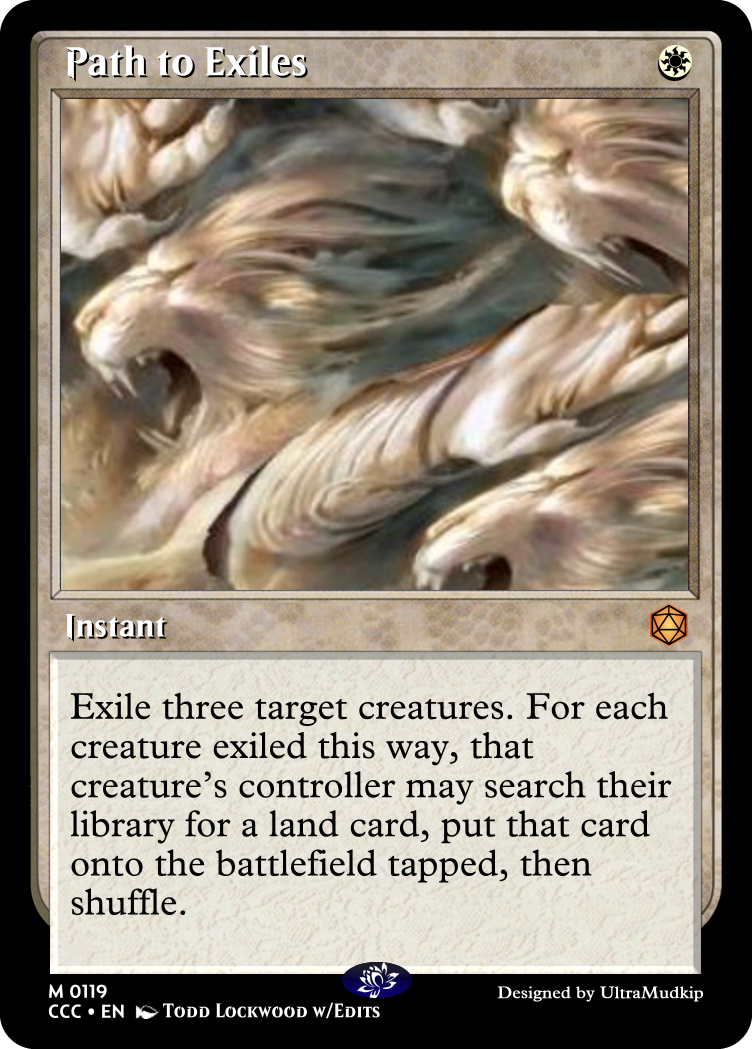 Path to Exiles
Instant
Exile three target creatures. For each
creature exiled this way, that
creature's controller may search their
library for a land card, put that card
onto the battlefield tapped, then
shuffle.
M 0119
CCC • EN Todd Lockwood w/Edits
Designed by UltraMudkip